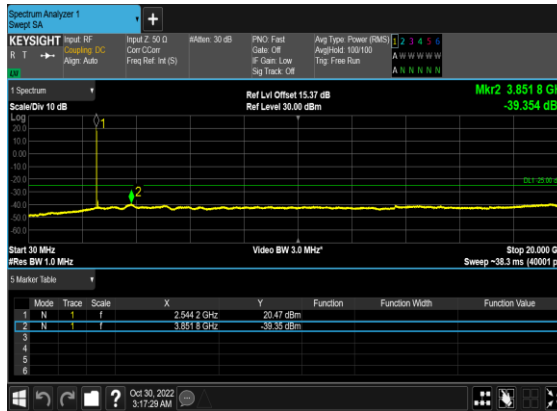 Spectrum Analyzer 1
Swept SA
+
KEYSIGHT Input: RF Input Z: 50 Ω #Atten: 30 dB PNO: Fast Avg Type: Power (RMS) 1 2 3 4 5 6
R T Coupling: DC Corr CCorr Gate: Off Avg|Hold: 100/100 A W W W W W
Align: Auto Freq Ref: Int (S) IF Gain: Low Trig: Free Run
LXI Sig Track: Off A N N N N N
1 Spectrum Ref Lvl Offset 15.37 dB Mkr2 3.851 8 G
Scale/Div 10 dB Ref Level 30.00 dBm -39.354 dB
Log
20.0
10.0
0.00
-10.0
-20.0
-30.0
-40.0
-50.0
-60.0
1
2
DL1 -25.00
Start 30 MHz Video BW 3.0 MHz* Stop 20.000 G
#Res BW 1.0 MHz Sweep ~38.3 ms (40001 p
5 Marker Table
Mode Trace Scale X Y Function Function Width Function Value
1 N 1 f 2.544 2 GHz 20.47 dBm
2 N 1 f 3.851 8 GHz -39.35 dBm
3
4
5
6
? Oct 30, 2022
3:17:29 AM